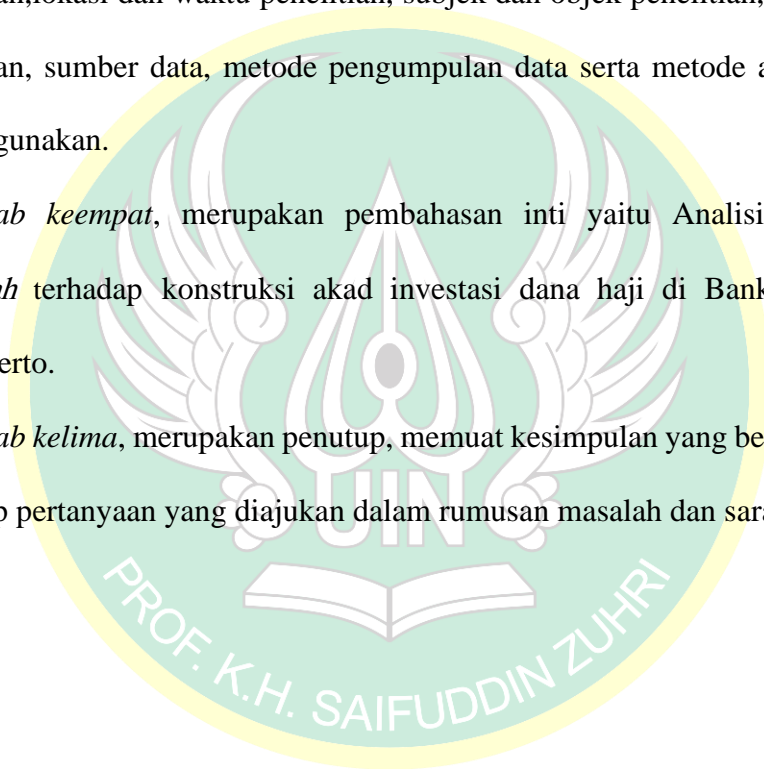 an,lokasi dan waktu penelitian, subjek dan objek penelitian,
an, sumber data, metode pengumpulan data serta metode a
gunakan.
ab keempat, merupakan pembahasan inti yaitu Analisi
h terhadap konstruksi akad investasi dana haji di Bank
erto.
ab kelima, merupakan penutup, memuat kesimpulan yang be
p pertanyaan yang diajukan dalam rumusan masalah dan sara
UIN
PROF. K.H. SAIFUDDIN ZUHRI